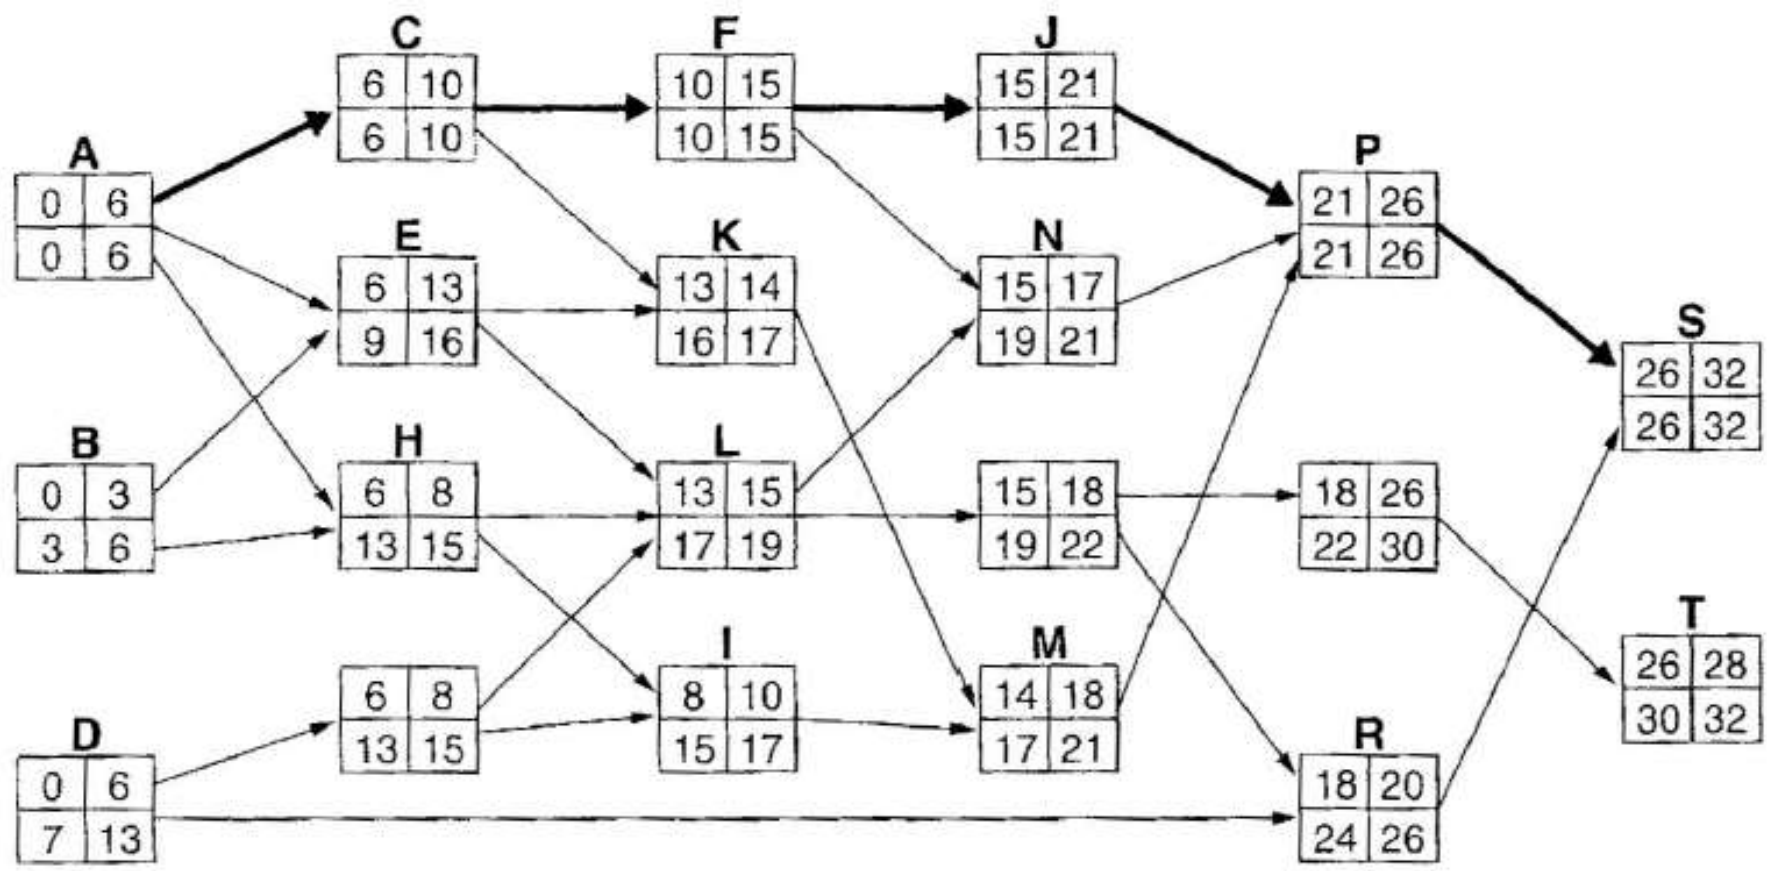 C F J
6 10 10 15 15 21
6 10 10 15 15 21
A P
0 6 21 26
0 6 21 26
E K N
6 13 13 14 15 17
9 16 16 17 19 21
S
26 32
26 32
B H L
0 3 6 8 13 15 15 18 18 26
3 6 13 15 17 19 19 22 22 30
I M T
6 8 8 10 14 18 26 28
13 15 15 17 17 21 30 32
D R
0 6 18 20
7 13 24 26